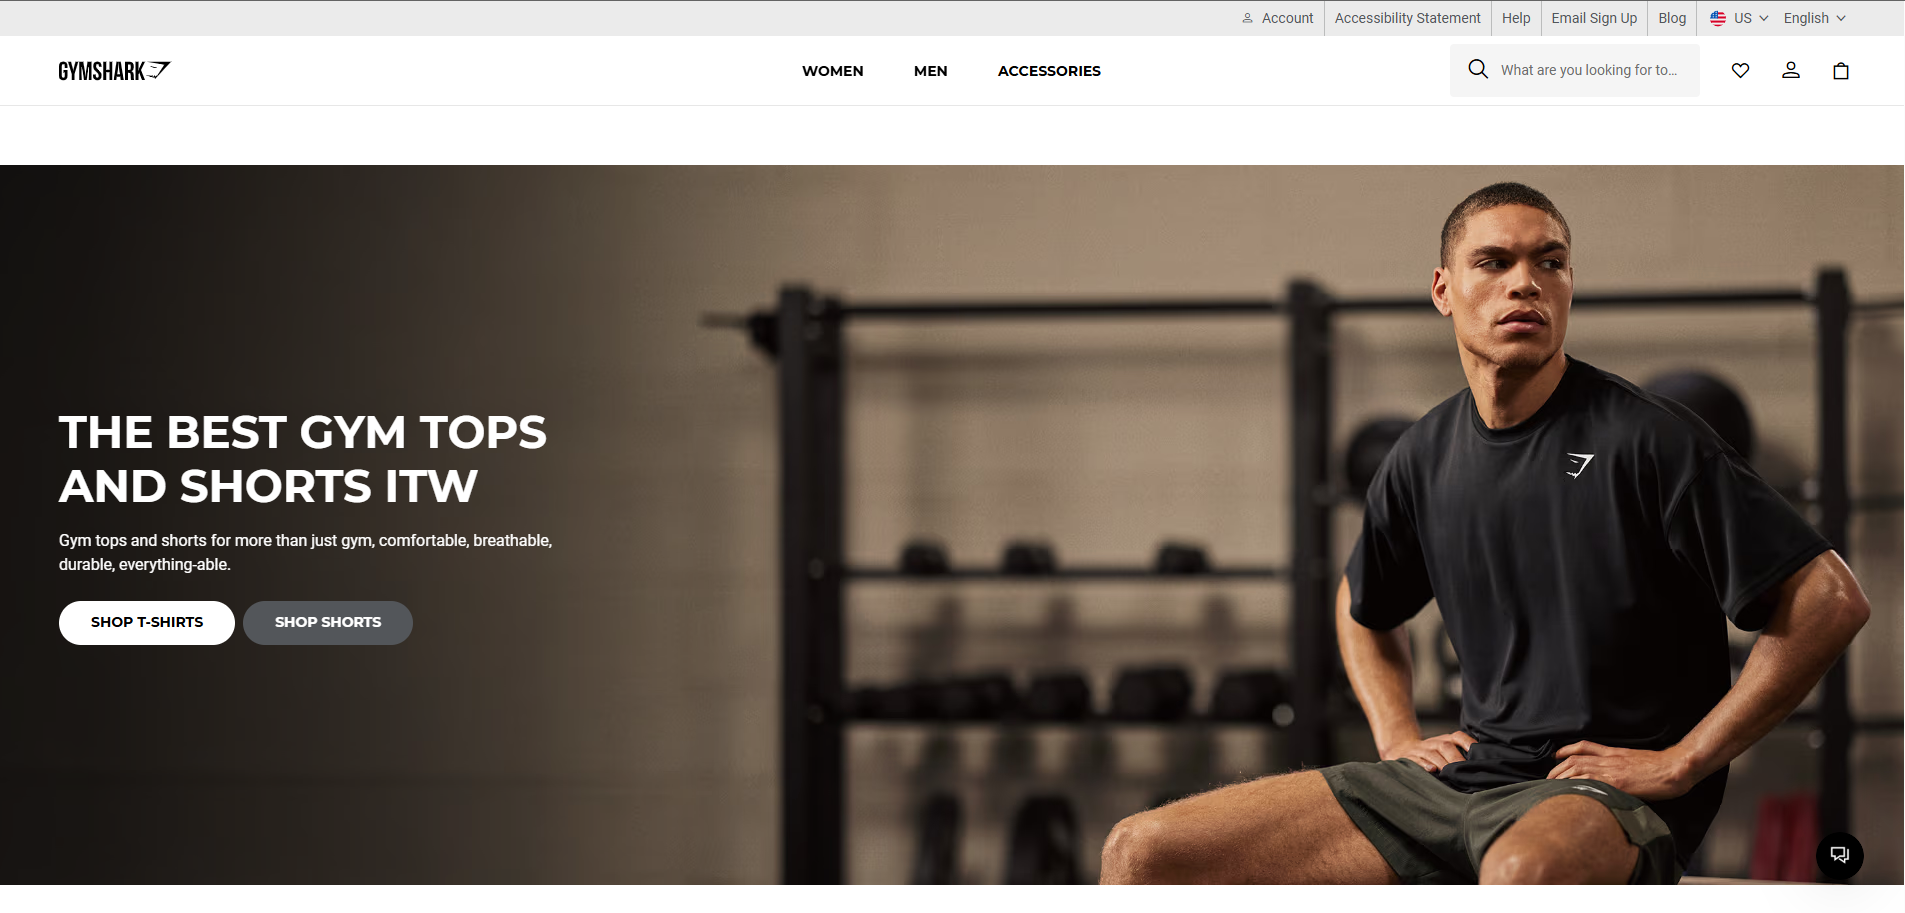 Account
Accessibility Statement
Help
Email Sign Up
Blog
US
English
GYMSHARK
WOMEN
MEN
ACCESSORIES
What are you looking for to...
THE BEST GYM TOPS
AND SHORTS ITW
Gym tops and shorts for more than just gym, comfortable, breathable,
durable, everything-able.
SHOP T-SHIRTS
SHOP SHORTS